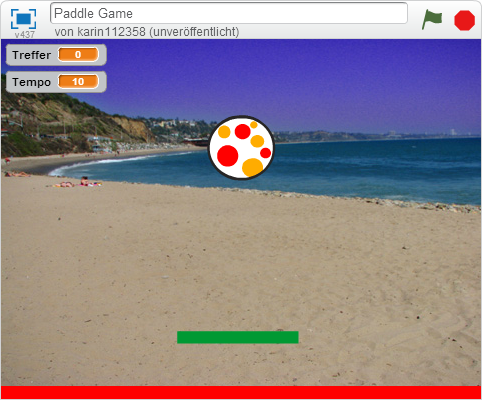 Paddle Game
von karin112358 (unveröffentlicht)
v437
Treffer 0
Tempo 10